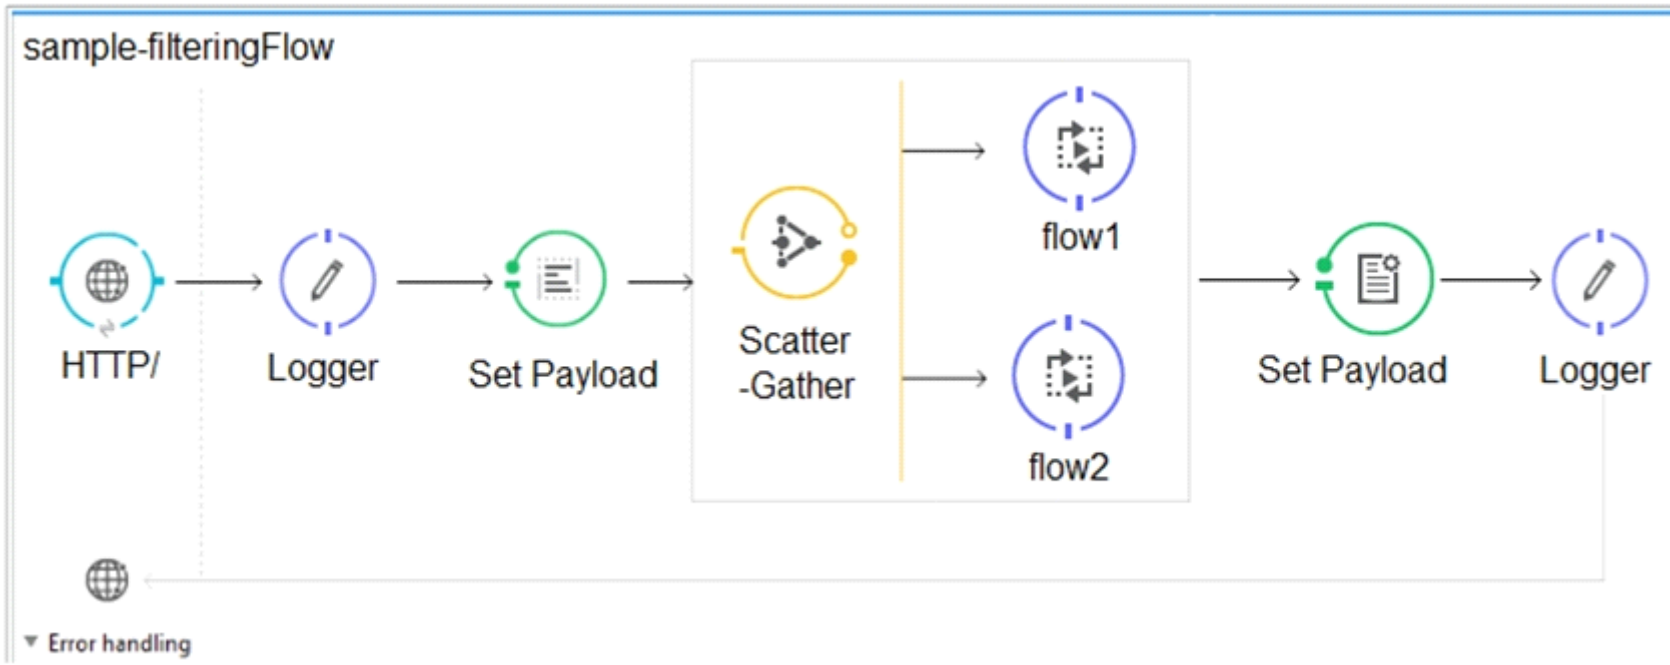 sample-filteringFlow
HTTP/
Logger
Set Payload
Scatter
-Gather
flow1
flow2
Set Payload
Logger
Error handling